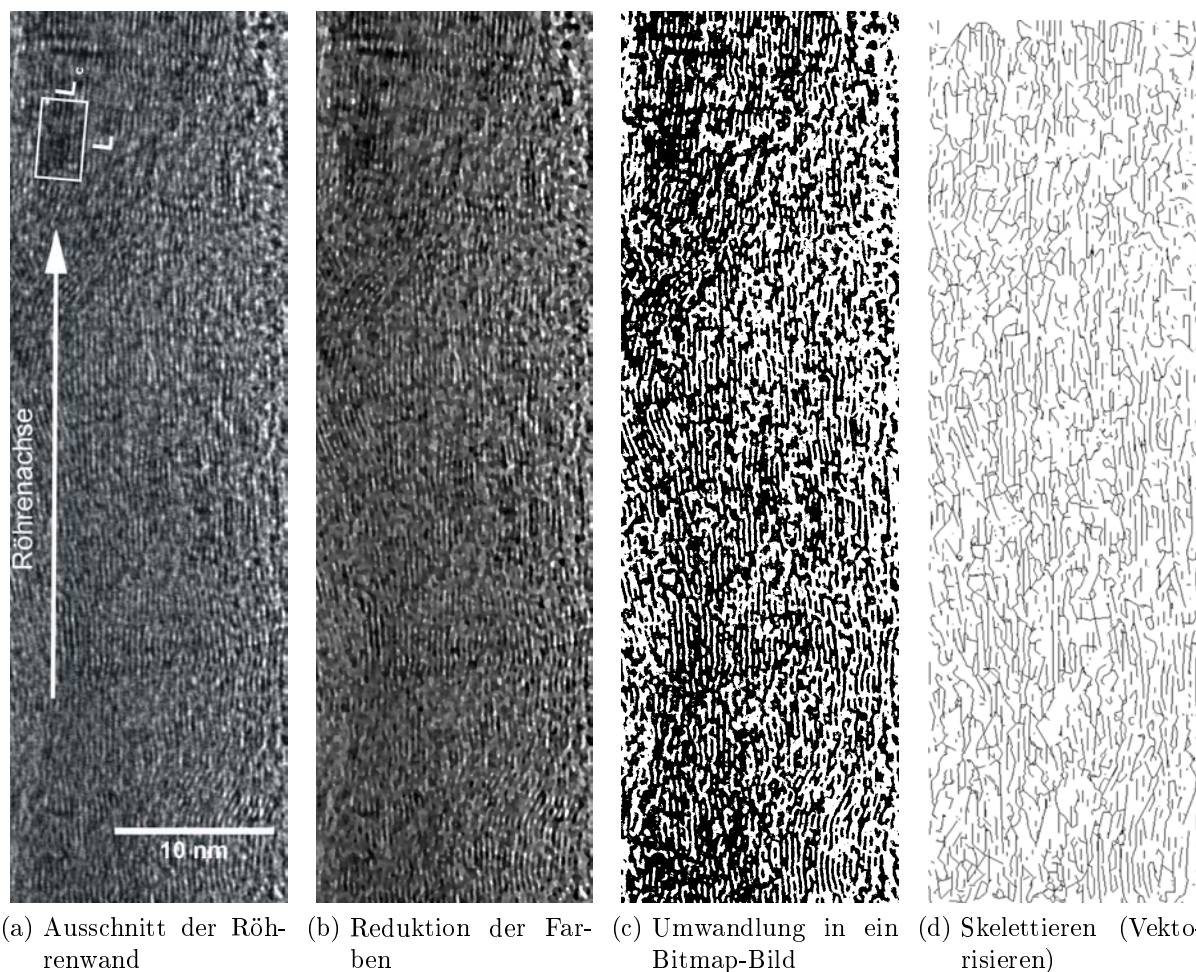 L c
L
Röhrenachse
10 nm
(a) Ausschnitt der Röh-
renwand
(b) Reduktion der Far-
ben
(c) Umwandlung in ein
Bitmap-Bild
(d) Skelettieren (Vekto-
risieren)